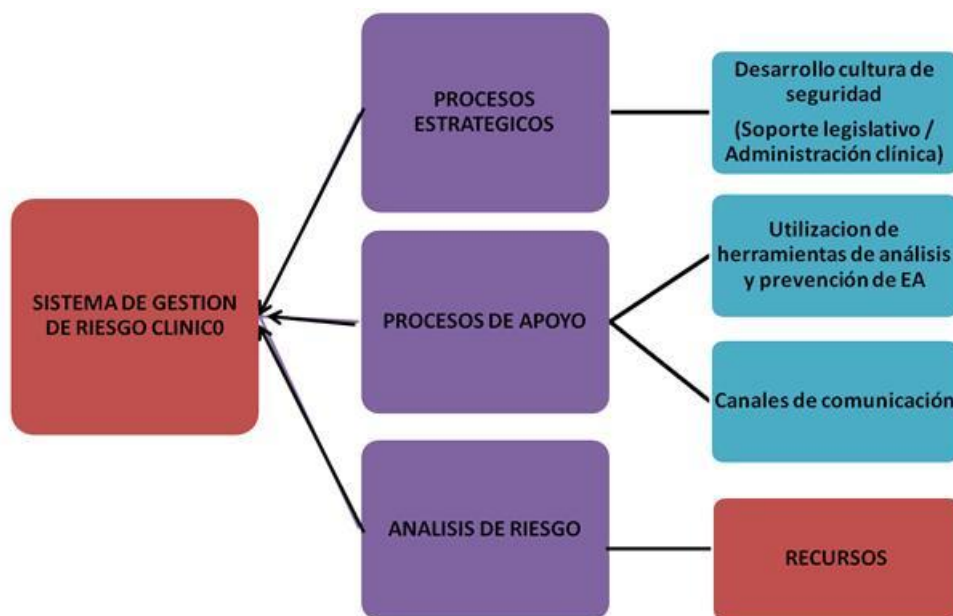 PROCESOS
ESTRATEGICOS
Desarrollo cultura de
seguridad
(Soporte legislativo /
Administración clínica)
SISTEMA DE GESTION
DE RIESGO CLINIC0
PROCESOS DE APOYO
Utilizacion de
herramientas de análisis
y prevención de EA
Canales de comunicación
ANALISIS DE RIESGO
RECURSOS